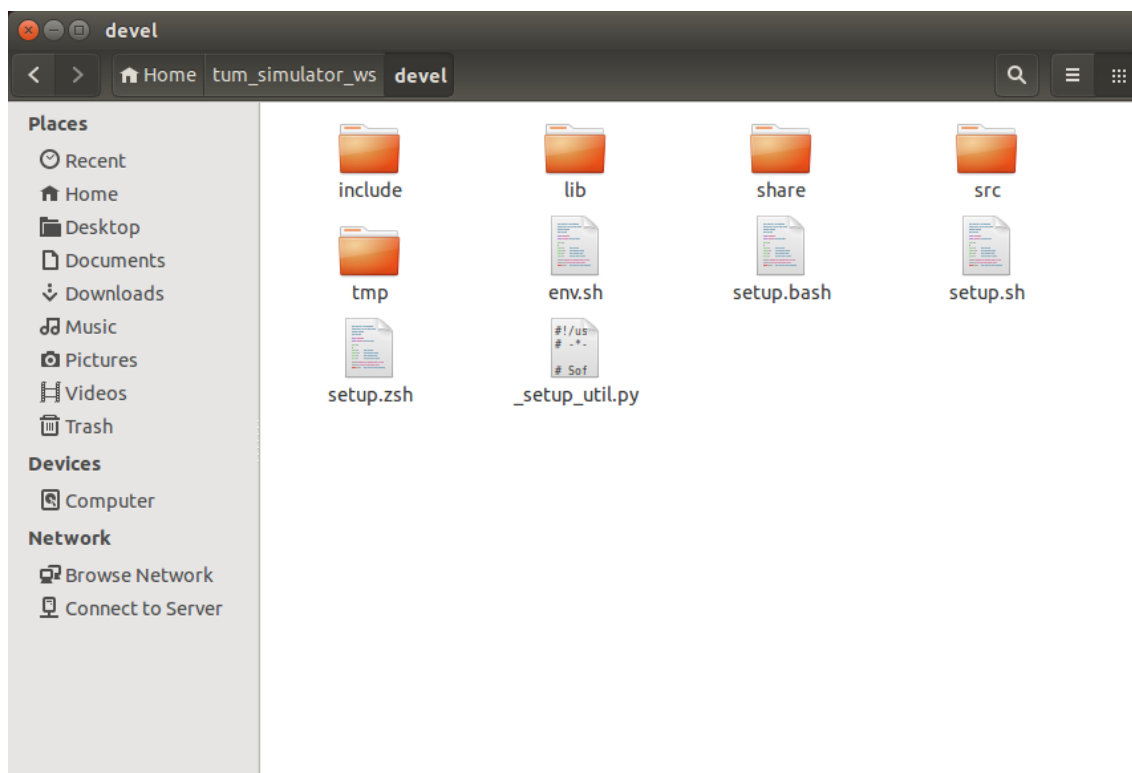 devel
Home tum_simulator_ws devel
Places
Recent
Home
Desktop
Documents
Downloads
Music
Pictures
Videos
Trash
Devices
Computer
Network
Browse Network
Connect to Server
include lib share src
tmp env.sh setup.bash setup.sh
#!/us
# -*-
# Sof
setup.zsh _setup_util.py